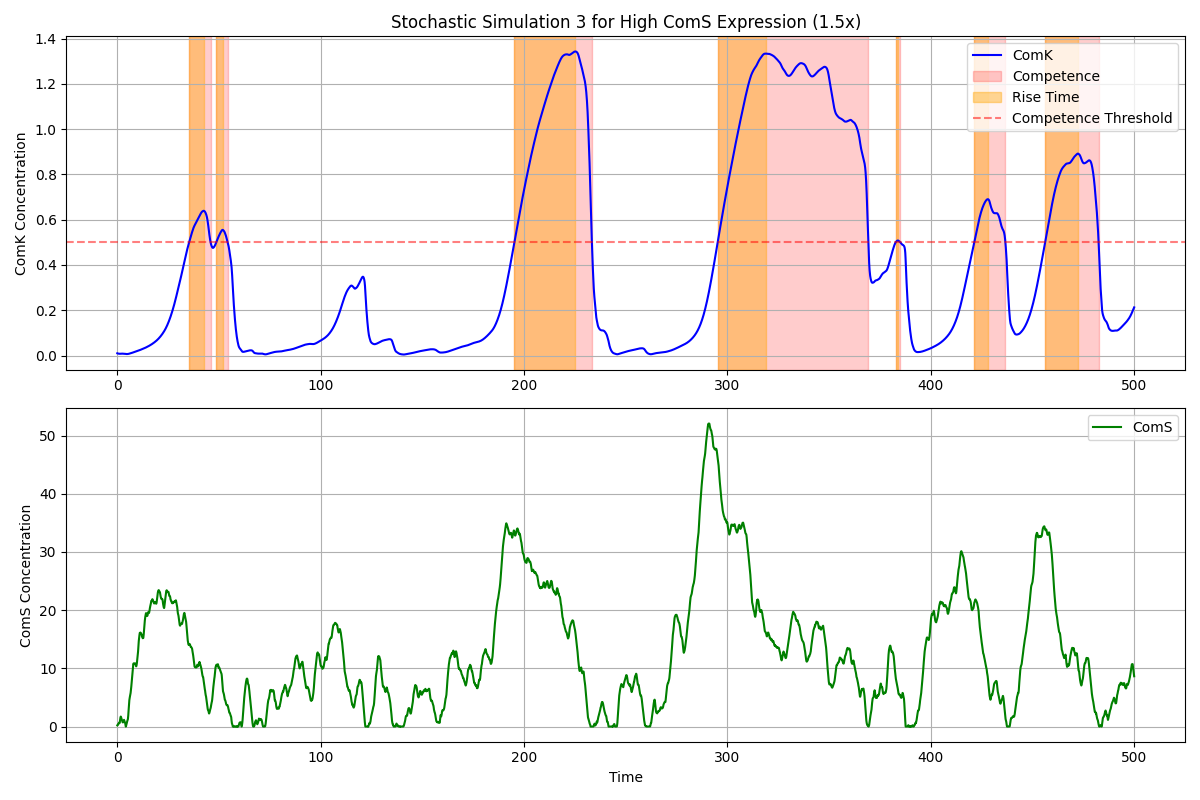 Stochastic Simulation 3 for High ComS Expression (1.5x)
ComK Concentration
1.4
1.2
1.0
0.8
0.6
0.4
0.2
0.0
ComK
Competence
Rise Time
Competence Threshold
0 100 200 300 400 500
ComS Concentration
50
40
30
20
10
0
ComS
0 100 200 300 400 500
Time